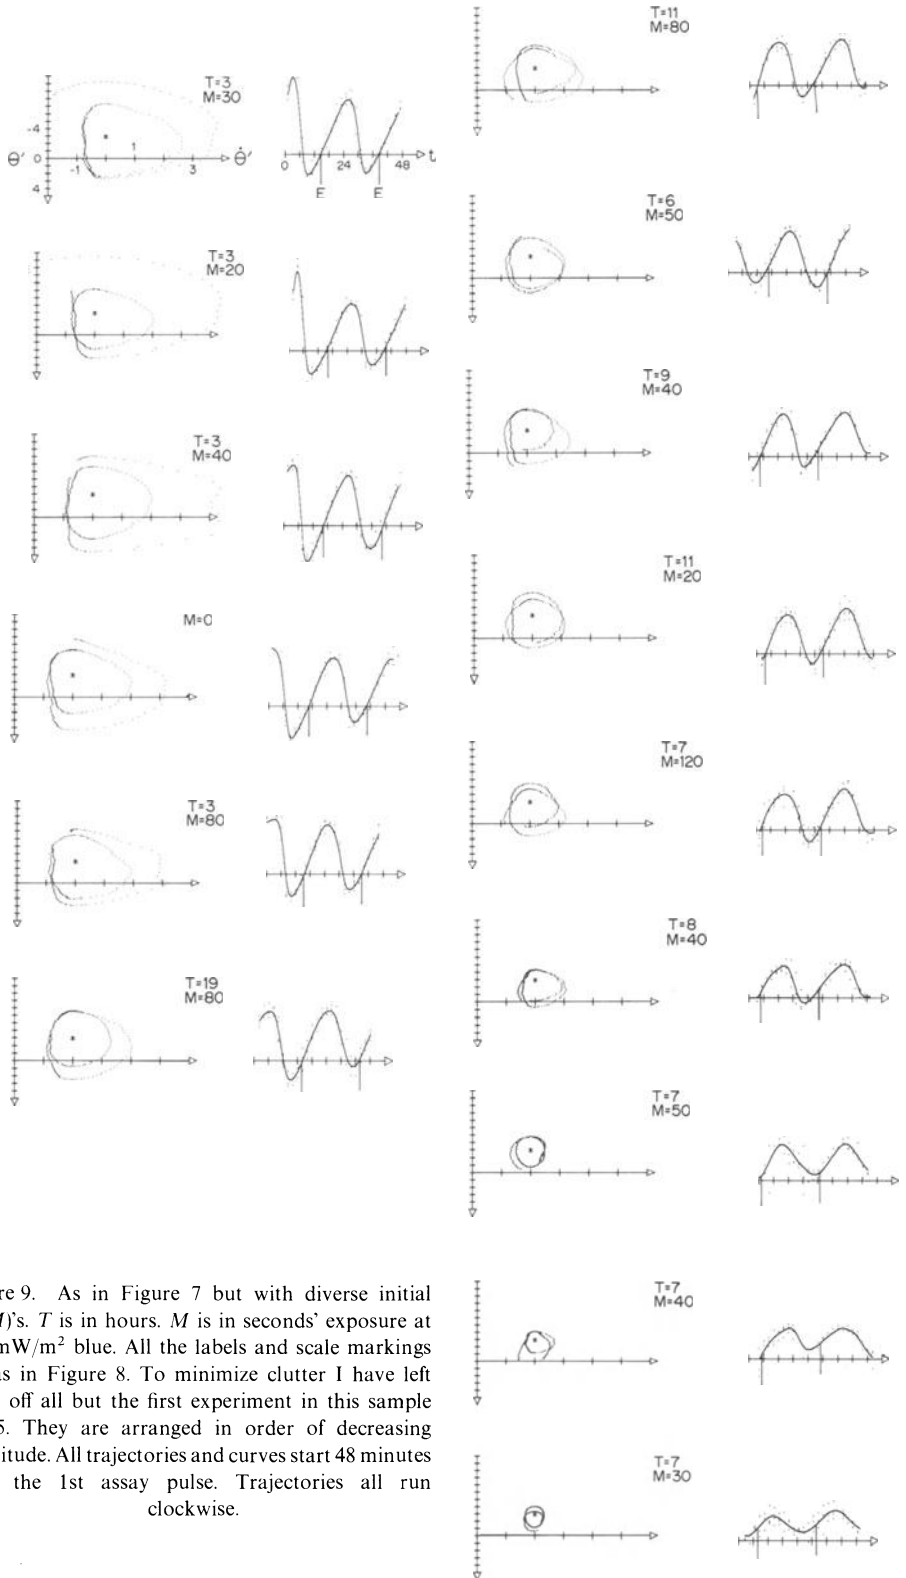 T=3
M=30
-4
θ'
0
4
-1
1
3
θ̇'
0
24
48
t
E
E
T=3
M=20
T=3
M=40
M=0
T=3
M=80
T=19
M=80
T=11
M=80
T=6
M=50
T=9
M=40
T=11
M=20
T=7
M=120
T=8
M=40
T=7
M=50
T=7
M=40
T=7
M=30
re 9. As in Figure 7 but with diverse initial
)'s. T is in hours. M is in seconds' exposure at
mW/m² blue. All the labels and scale markings
as in Figure 8. To minimize clutter I have left
off all but the first experiment in this sample
5. They are arranged in order of decreasing
itude. All trajectories and curves start 48 minutes
the 1st assay pulse. Trajectories all run
clockwise.